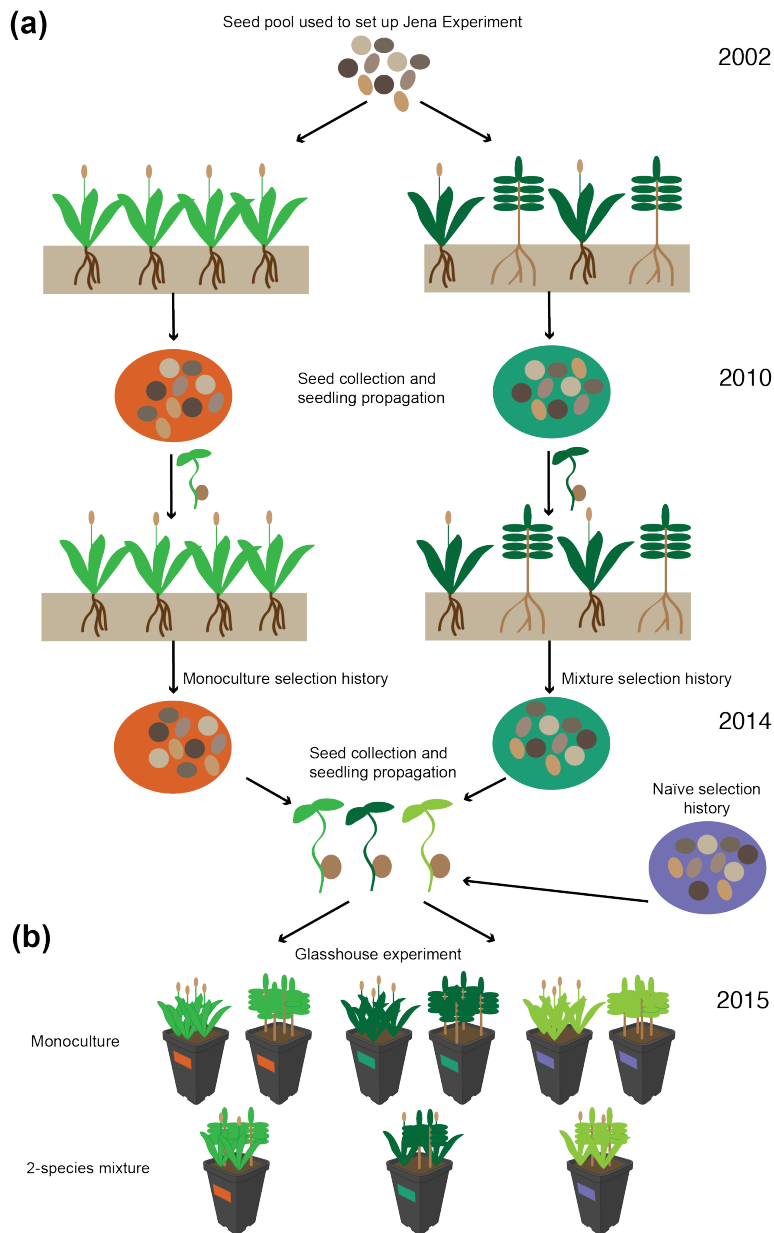 (a)
Seed pool used to set up Jena Experiment
2002
Seed collection and
seedling propagation
2010
Monoculture selection history
Mixture selection history
2014
Seed collection and
seedling propagation
Naïve selection
history
(b)
Glasshouse experiment
2015
Monoculture
2-species mixture